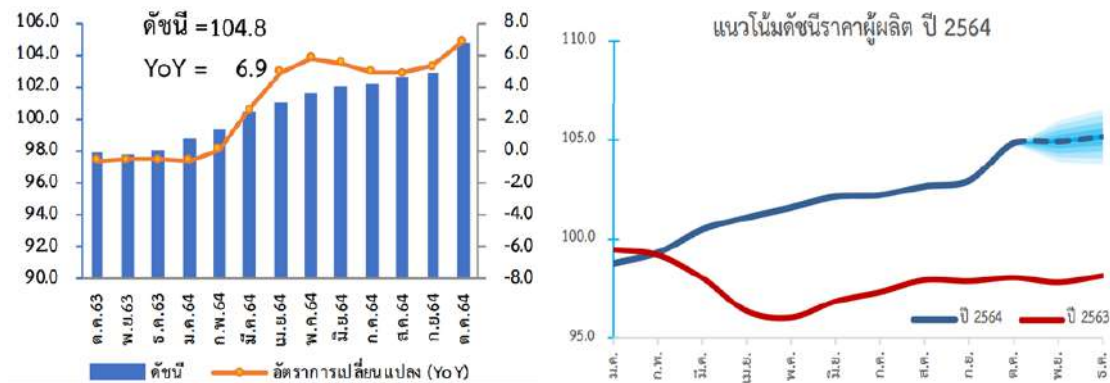 ดัชนี =104.8
YoY = 6.9
106.0
104.0
102.0
100.0
98.0
96.0
94.0
92.0
90.0
8.0
6.0
4.0
2.0
0.0
-2.0
-4.0
-6.0
-8.0
ต.ค.63
พ.ย.63
ธ.ค.63
ม.ค.64
ก.พ.64
มี.ค.64
เม.ย.64
พ.ค.64
มิ.ย.64
ก.ค.64
ส.ค.64
ก.ย.64
ต.ค.64
ดัชนี
อัตราการเปลี่ยนแปลง (YoY)
แนวโน้มดัชนีราคาผู้ผลิต ปี 2564
110.0
105.0
100.0
95.0
ปี 2564
ปี 2563
ม.ค.
ก.พ.
มี.ค.
เม.ย.
พ.ค.
มิ.ย.
ก.ค.
ส.ค.
ก.ย.
ต.ค.
พ.ย.
ธ.ค.